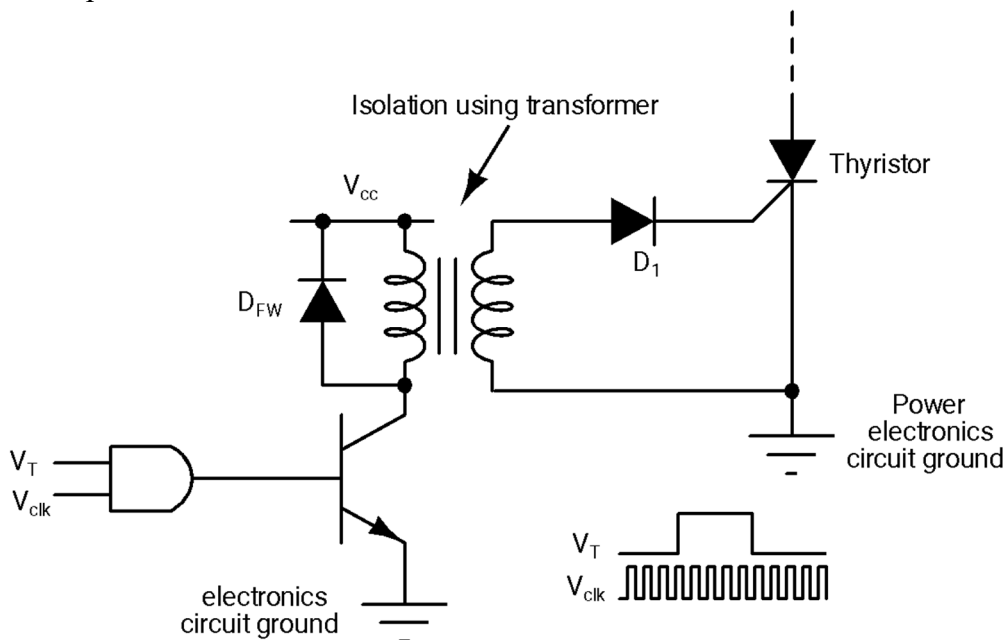 Isolation using transformer
Thyristor
Vcc
D1
DFW
Power
electronics
circuit ground
VT
Vclk
VT
Vclk
electronics
circuit ground